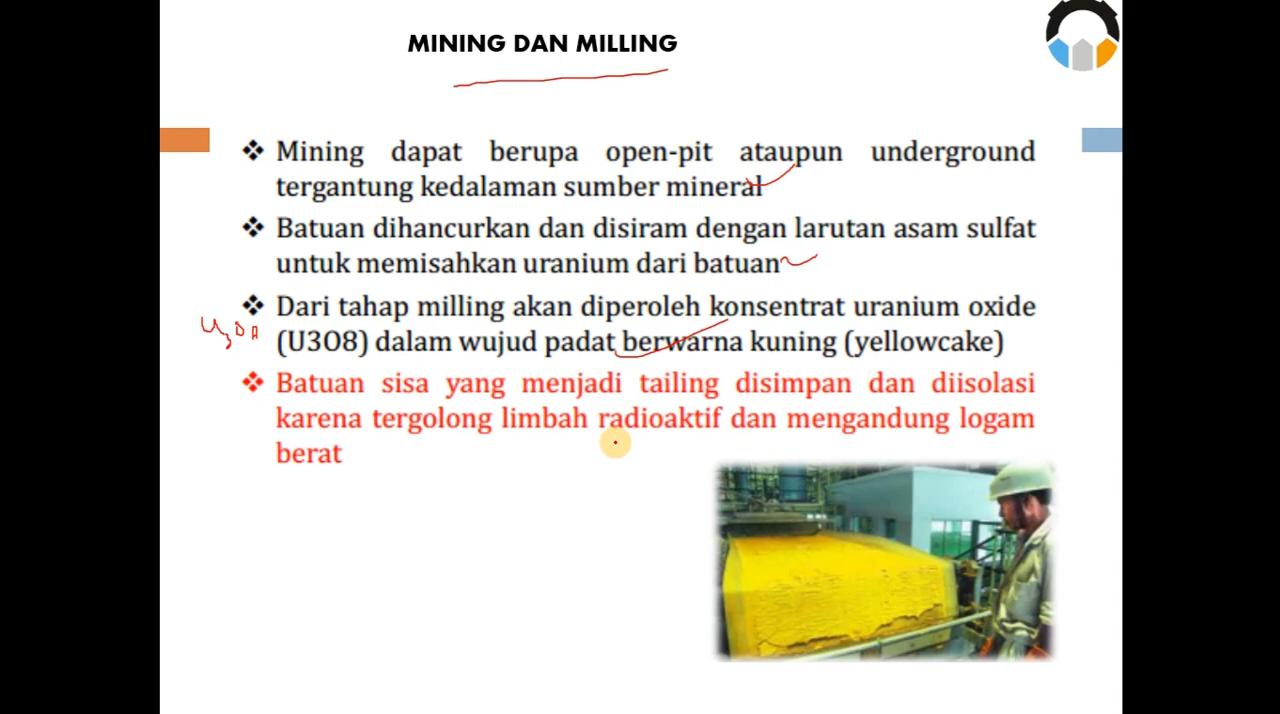 MINING DAN MILLING
❖ Mining dapat berupa open-pit ataupun underground
tergantung kedalaman sumber mineral
❖ Batuan dihancurkan dan disiram dengan larutan asam sulfat
untuk memisahkan uranium dari batuan
❖ Dari tahap milling akan diperoleh konsentrat uranium oxide
(U3O8) dalam wujud padat berwarna kuning (yellowcake)
❖ Batuan sisa yang menjadi tailing disimpan dan diisolasi
karena tergolong limbah radioaktif dan mengandung logam
berat